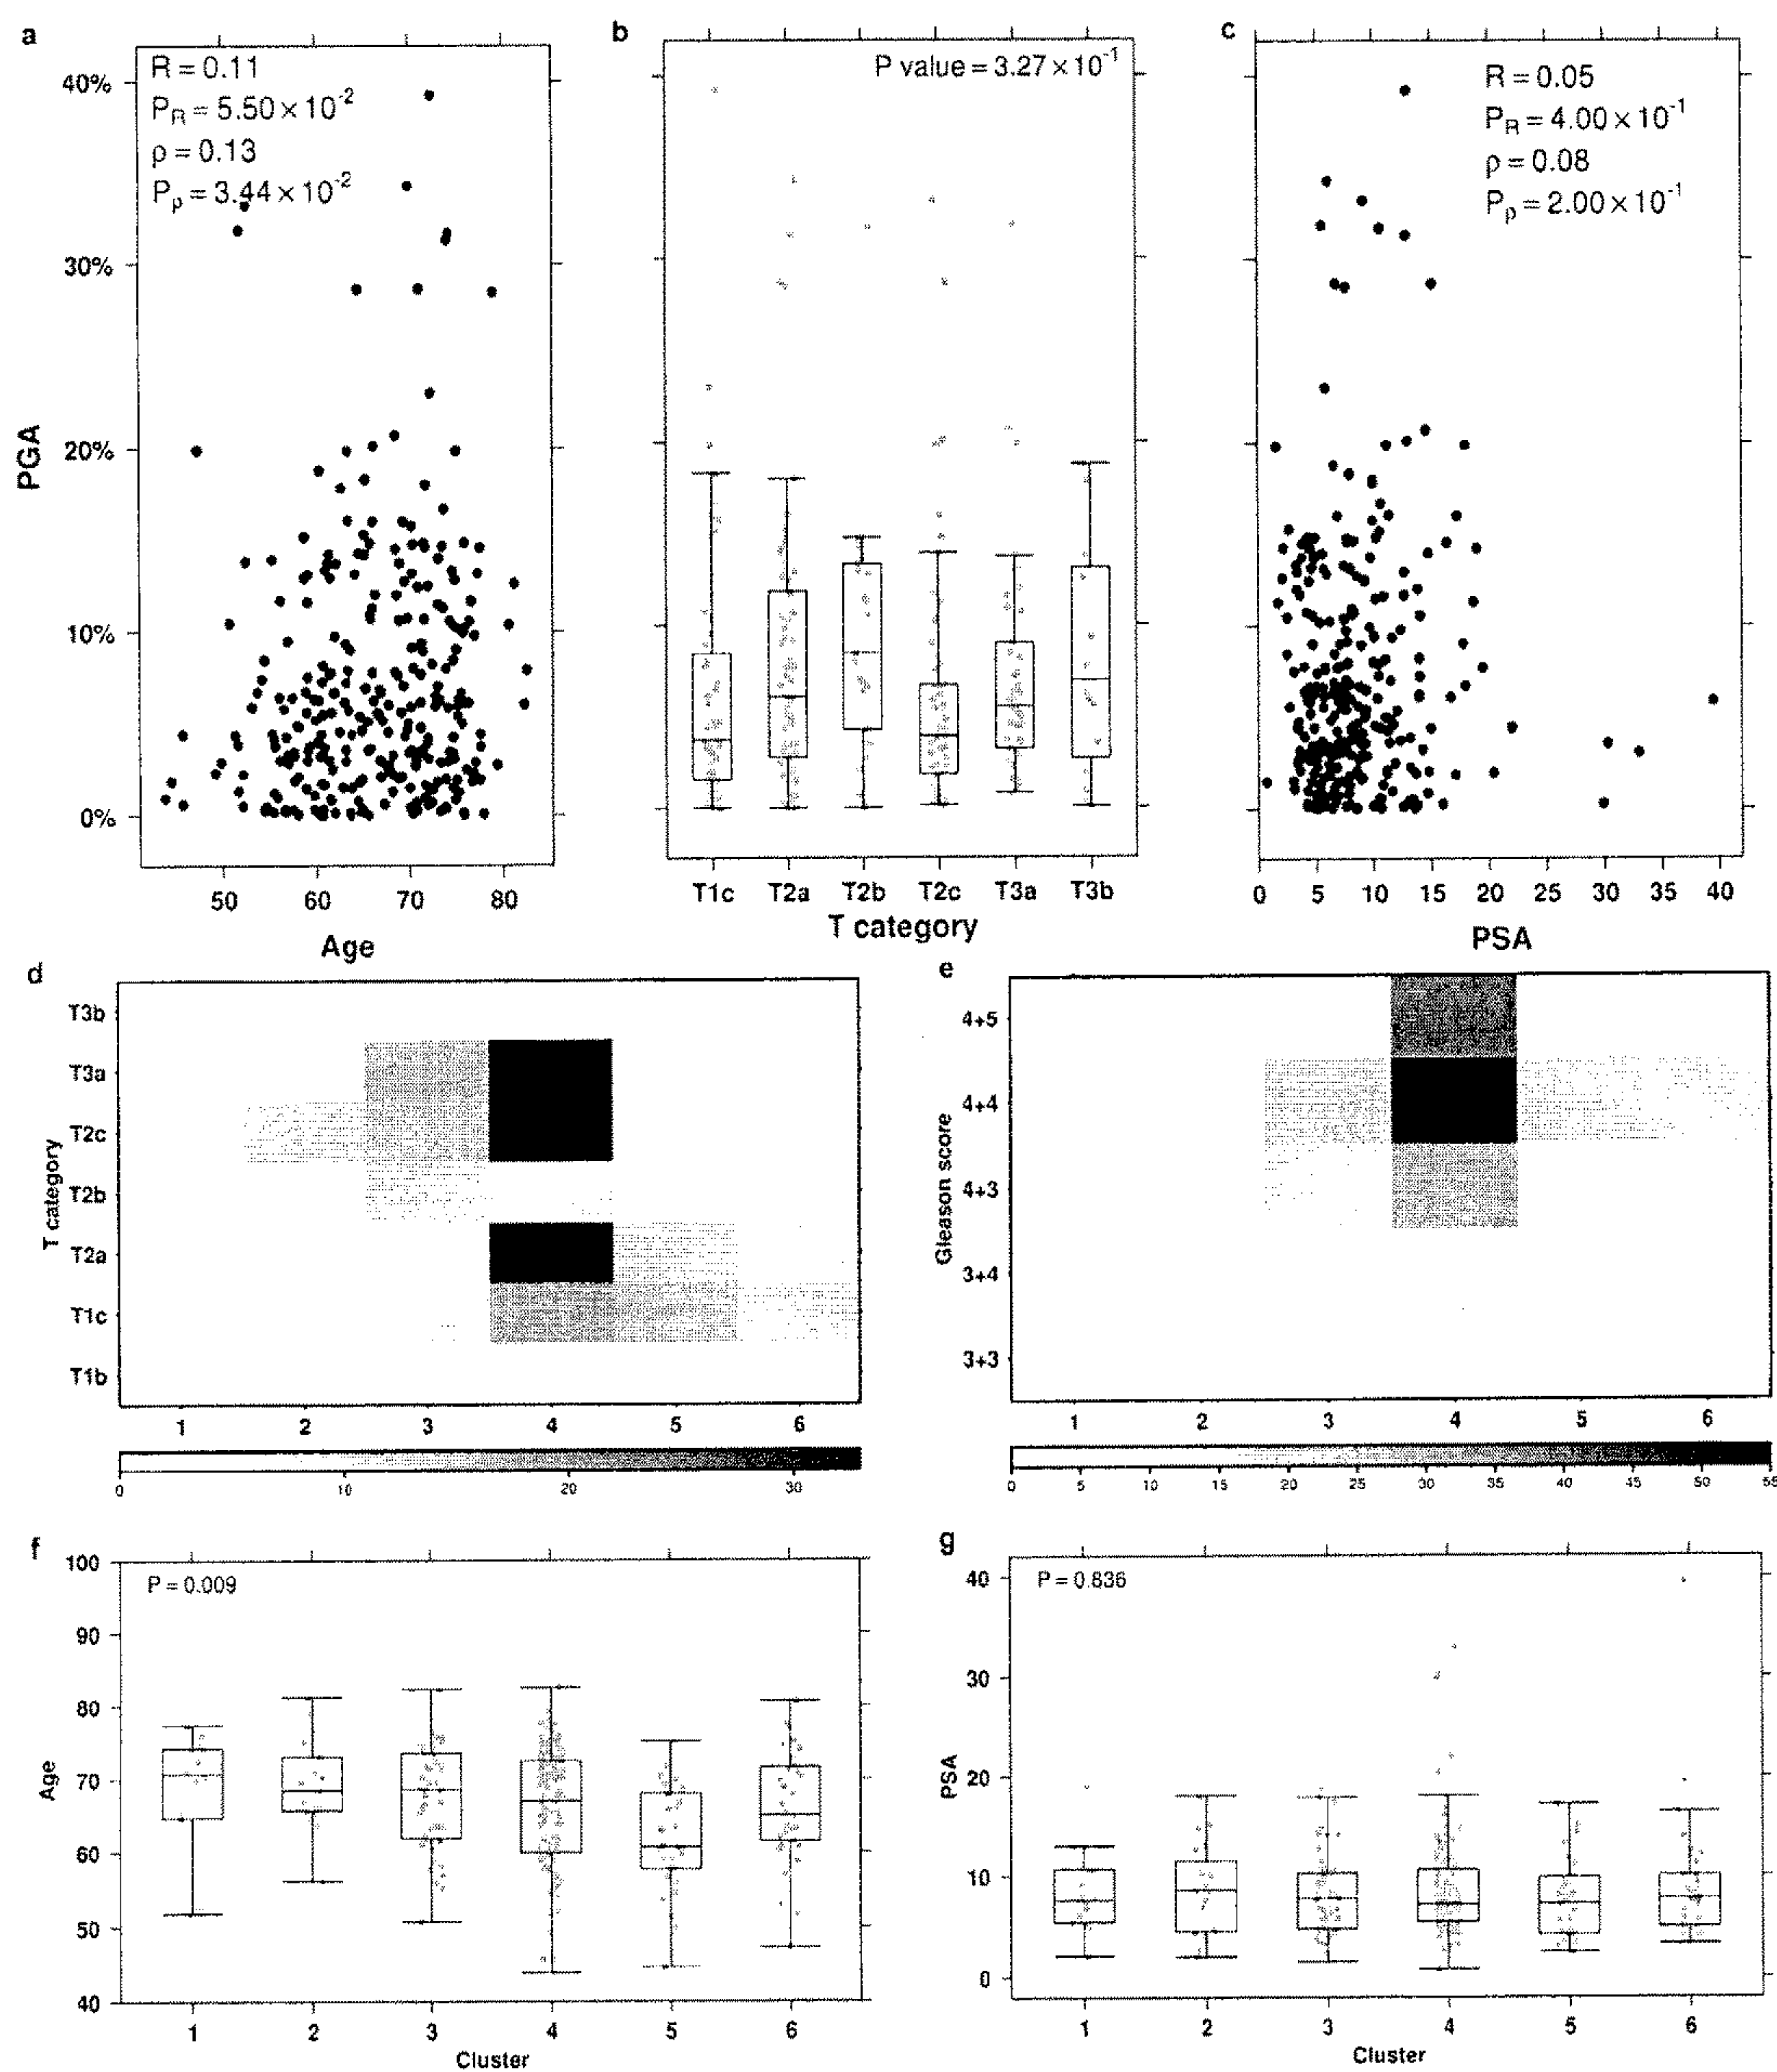 a
R = 0.11
P_R = 5.50 × 10^-2
ρ = 0.13
P_ρ = 3.44 × 10^-2
40%
30%
20%
10%
0%
PGA
50 60 70 80
Age
b
P value = 3.27 × 10^-1
T1c T2a T2b T2c T3a T3b
T category
c
R = 0.05
P_R = 4.00 × 10^-1
ρ = 0.08
P_ρ = 2.00 × 10^-1
0 5 10 15 20 25 30 35 40
PSA
d
T3b
T3a
T2c
T2b
T2a
T1c
T1b
T category
1 2 3 4 5 6
0 10 20 30
e
4+5
4+4
4+3
3+4
3+3
Gleason score
1 2 3 4 5 6
0 5 10 15 20 25 30 35 40 45 50 55
f
P = 0.009
100
90
80
70
60
50
40
Age
1 2 3 4 5 6
Cluster
g
P = 0.836
40
30
20
10
0
PSA
1 2 3 4 5 6
Cluster